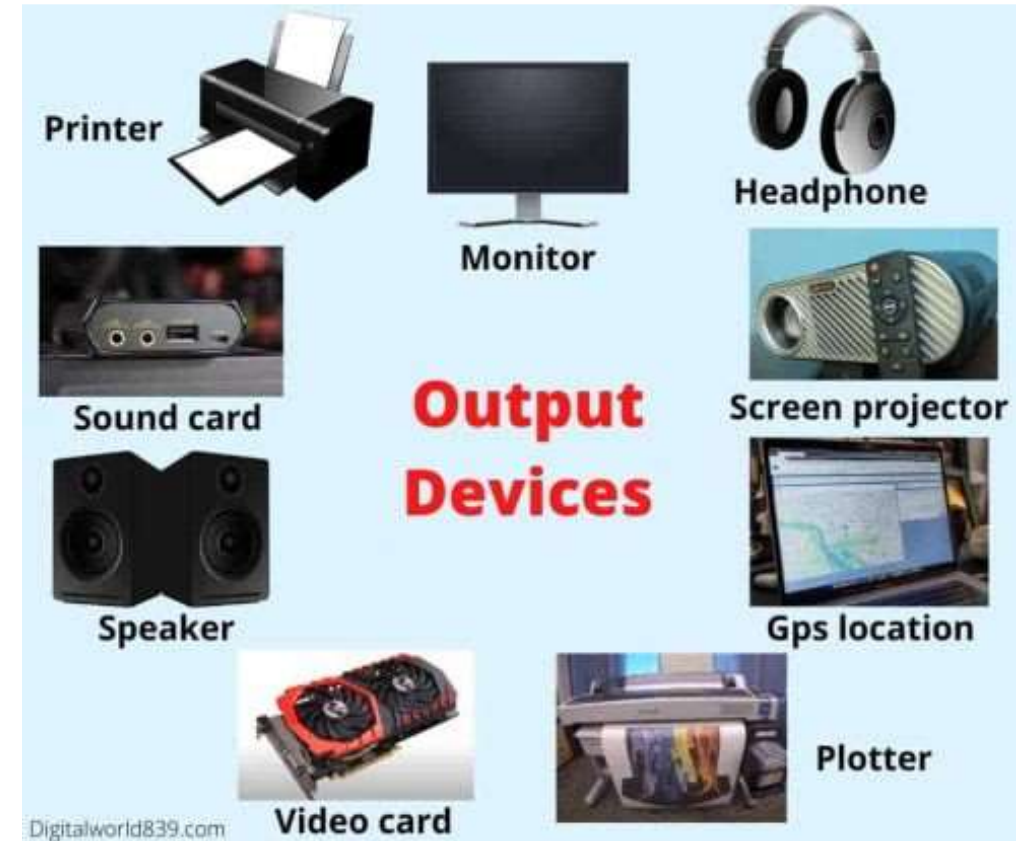 Printer
Monitor
Headphone
Sound card
Output
Devices
Screen projector
Speaker
Gps location
Video card
Plotter
Digitalworld839.com